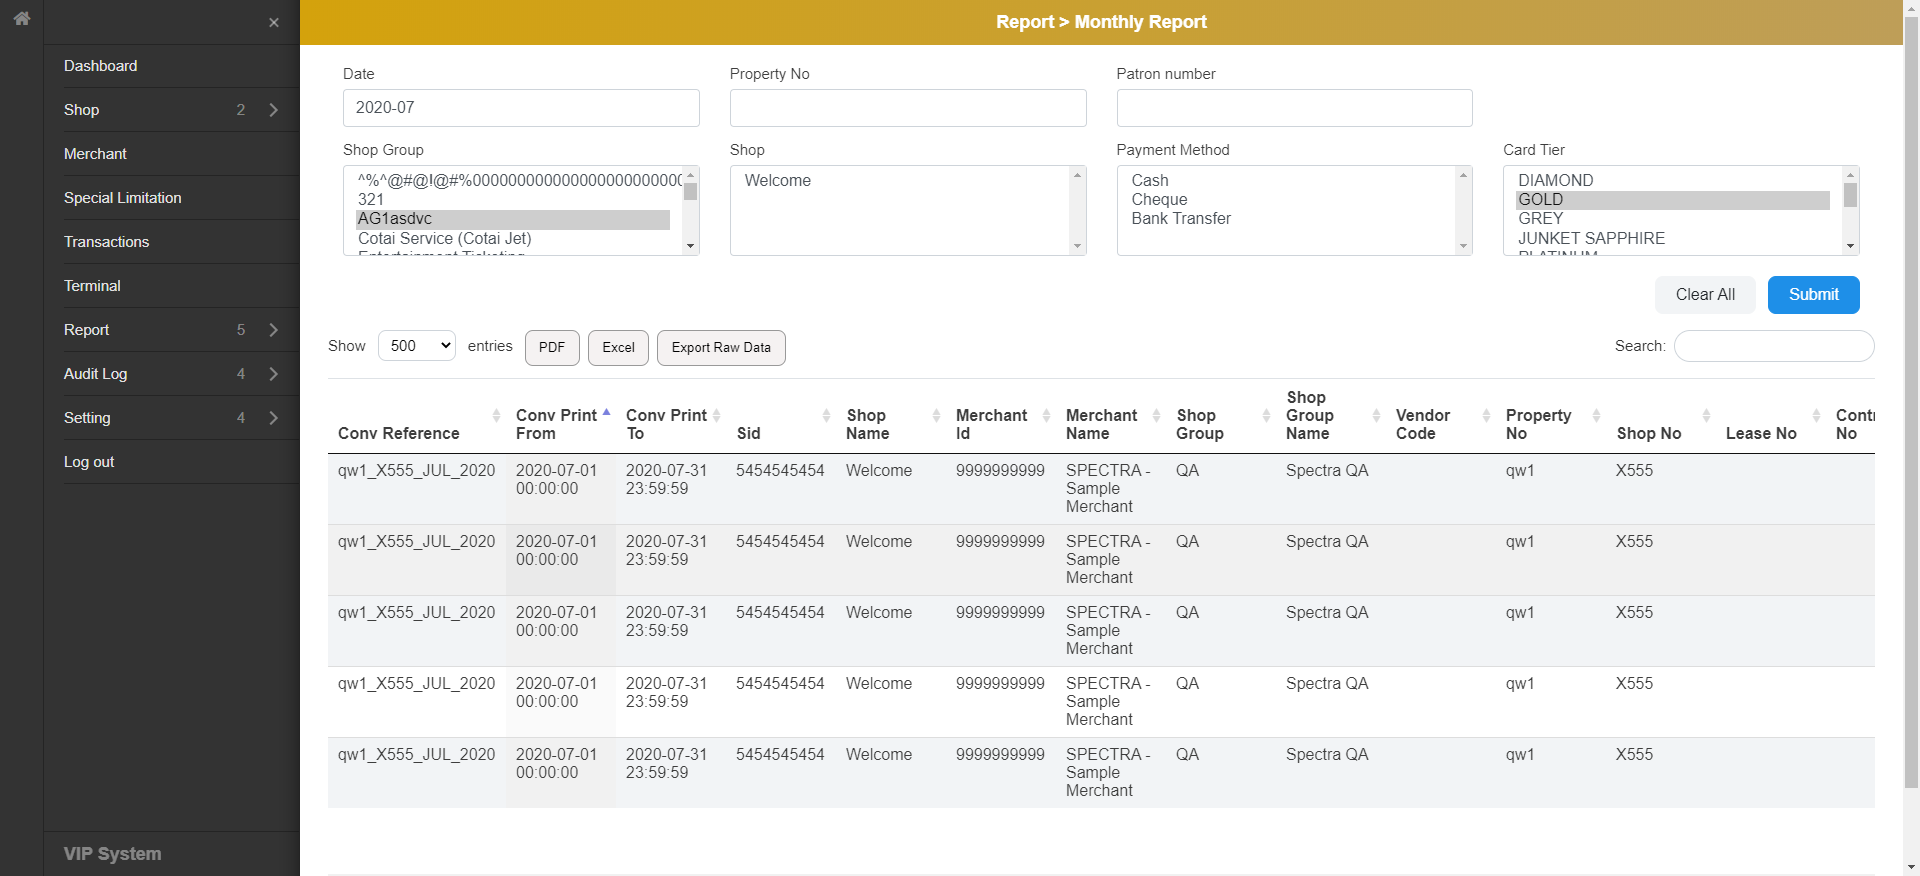 ×
Report > Monthly Report
Dashboard
Shop 2
Merchant
Special Limitation
Transactions
Terminal
Report 5
Audit Log 4
Setting 4
Log out
VIP System
Date
Property No
Patron number
2020-07
Shop Group
Shop
Payment Method
Card Tier
^%^@#@!@#%0000000000000000000000
321
AG1asdvc
Cotai Service (Cotai Jet)
Entertainment Ticketing
Welcome
Cash
Cheque
Bank Transfer
DIAMOND
GOLD
GREY
JUNKET SAPPHIRE
PLATINUM
Clear All
Submit
Show 500 entries
PDF
Excel
Export Raw Data
Search:
Conv Reference
Conv Print
From
Conv Print
To
Sid
Shop
Name
Merchant
Id
Merchant
Name
Shop
Group
Shop
Group
Name
Vendor
Code
Property
No
Shop No
Lease No
Contr
No
qw1_X555_JUL_2020 2020-07-01 2020-07-31 5454545454 Welcome 9999999999 SPECTRA - QA Spectra QA qw1 X555
00:00:00 23:59:59 Sample
Merchant
qw1_X555_JUL_2020 2020-07-01 2020-07-31 5454545454 Welcome 9999999999 SPECTRA - QA Spectra QA qw1 X555
00:00:00 23:59:59 Sample
Merchant
qw1_X555_JUL_2020 2020-07-01 2020-07-31 5454545454 Welcome 9999999999 SPECTRA - QA Spectra QA qw1 X555
00:00:00 23:59:59 Sample
Merchant
qw1_X555_JUL_2020 2020-07-01 2020-07-31 5454545454 Welcome 9999999999 SPECTRA - QA Spectra QA qw1 X555
00:00:00 23:59:59 Sample
Merchant
qw1_X555_JUL_2020 2020-07-01 2020-07-31 5454545454 Welcome 9999999999 SPECTRA - QA Spectra QA qw1 X555
00:00:00 23:59:59 Sample
Merchant